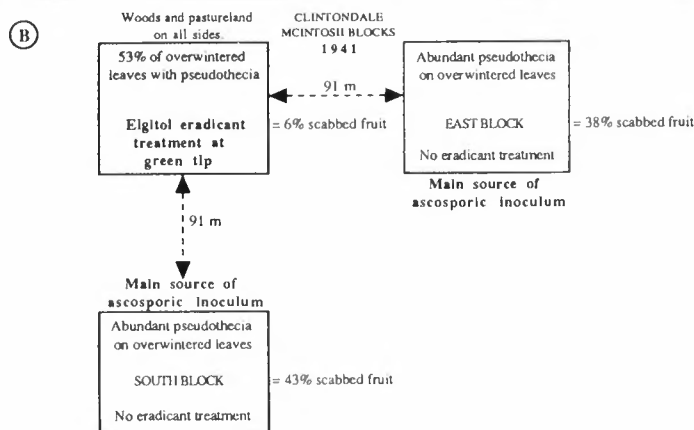 B
Woods and pastureland
on all sides.
CLINTONDALE
MCINTOSH BLOCKS
1941
53% of overwintered
leaves with pseudothecia
Elgitol eradicant
treatment at
green tip
= 6% scabbed fruit
91 m
Abundant pseudothecia
on overwintered leaves
EAST BLOCK
= 38% scabbed fruit
No eradicant treatment
Main source of
ascosporic inoculum
91 m
Main source of
ascosporic inoculum
Abundant pseudothecia
on overwintered leaves
SOUTH BLOCK
= 43% scabbed fruit
No eradicant treatment